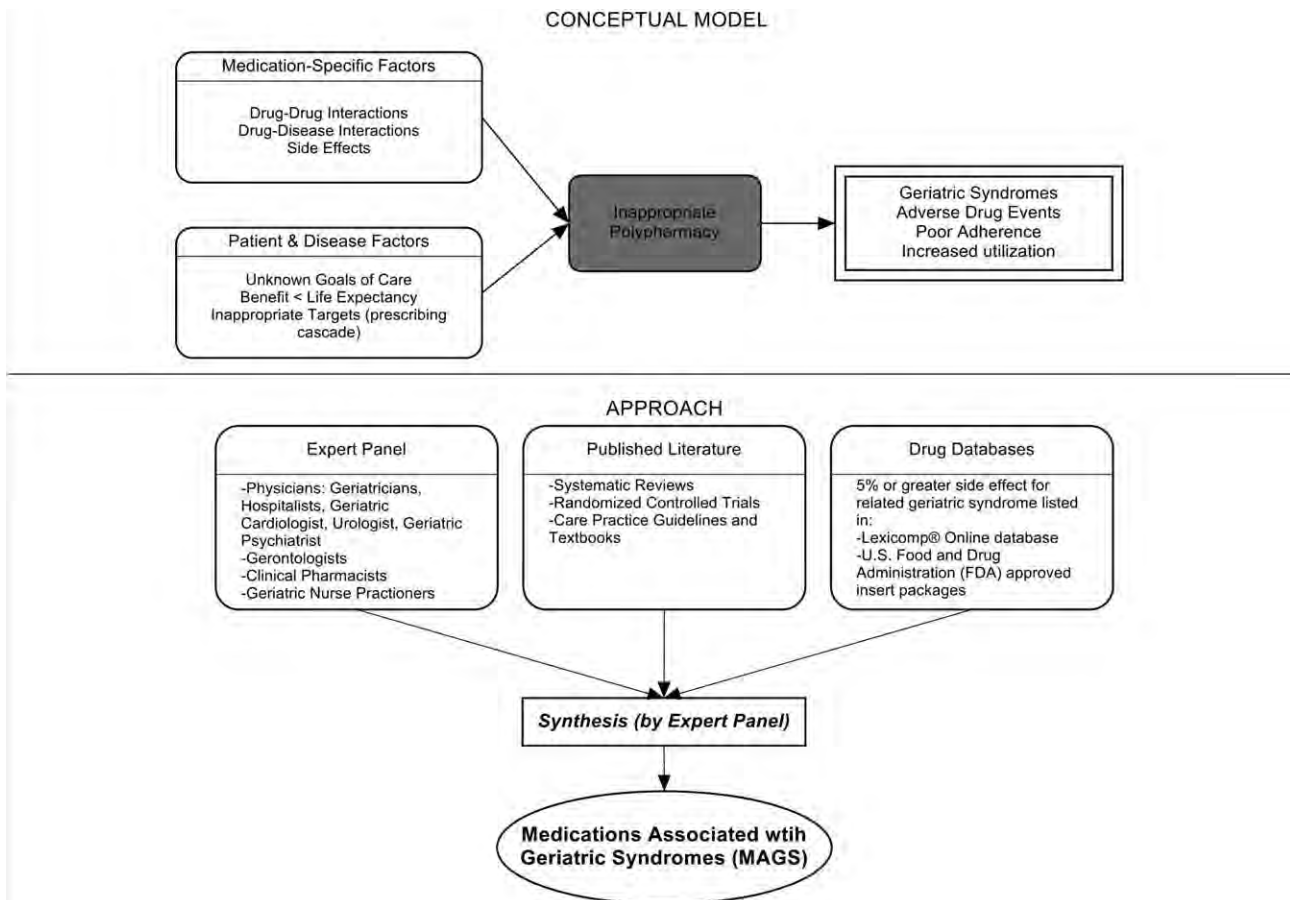 CONCEPTUAL MODEL
Medication-Specific Factors
Drug-Drug Interactions
Drug-Disease Interactions
Side Effects
Patient & Disease Factors
Unknown Goals of Care
Benefit < Life Expectancy
Inappropriate Targets (prescribing
cascade)
Inappropriate
Polypharmacy
Geriatric Syndromes
Adverse Drug Events
Poor Adherence
Increased utilization
APPROACH
Expert Panel
-Physicians: Geriatricians,
Hospitalists, Geriatric
Cardiologist, Urologist, Geriatric
Psychiatrist
-Gerontologists
-Clinical Pharmacists
-Geriatric Nurse Practioners
Published Literature
-Systematic Reviews
-Randomized Controlled Trials
-Care Practice Guidelines and
Textbooks
Drug Databases
5% or greater side effect for
related geriatric syndrome listed
in:
-Lexicomp® Online database
-U.S. Food and Drug
Administration (FDA) approved
insert packages
Synthesis (by Expert Panel)
Medications Associated wtih
Geriatric Syndromes (MAGS)